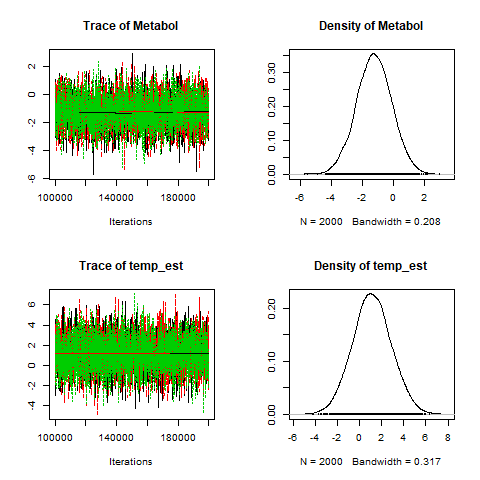 Trace of Metabol
2
0
-2
-4
-6
100000 140000 180000
Iterations
Density of Metabol
0.30
0.20
0.10
0.00
-6 -4 -2 0 2
N = 2000 Bandwidth = 0.208
Trace of temp_est
6
4
2
0
-2
-4
100000 140000 180000
Iterations
Density of temp_est
0.20
0.10
0.00
-6 -4 -2 0 2 4 6 8
N = 2000 Bandwidth = 0.317